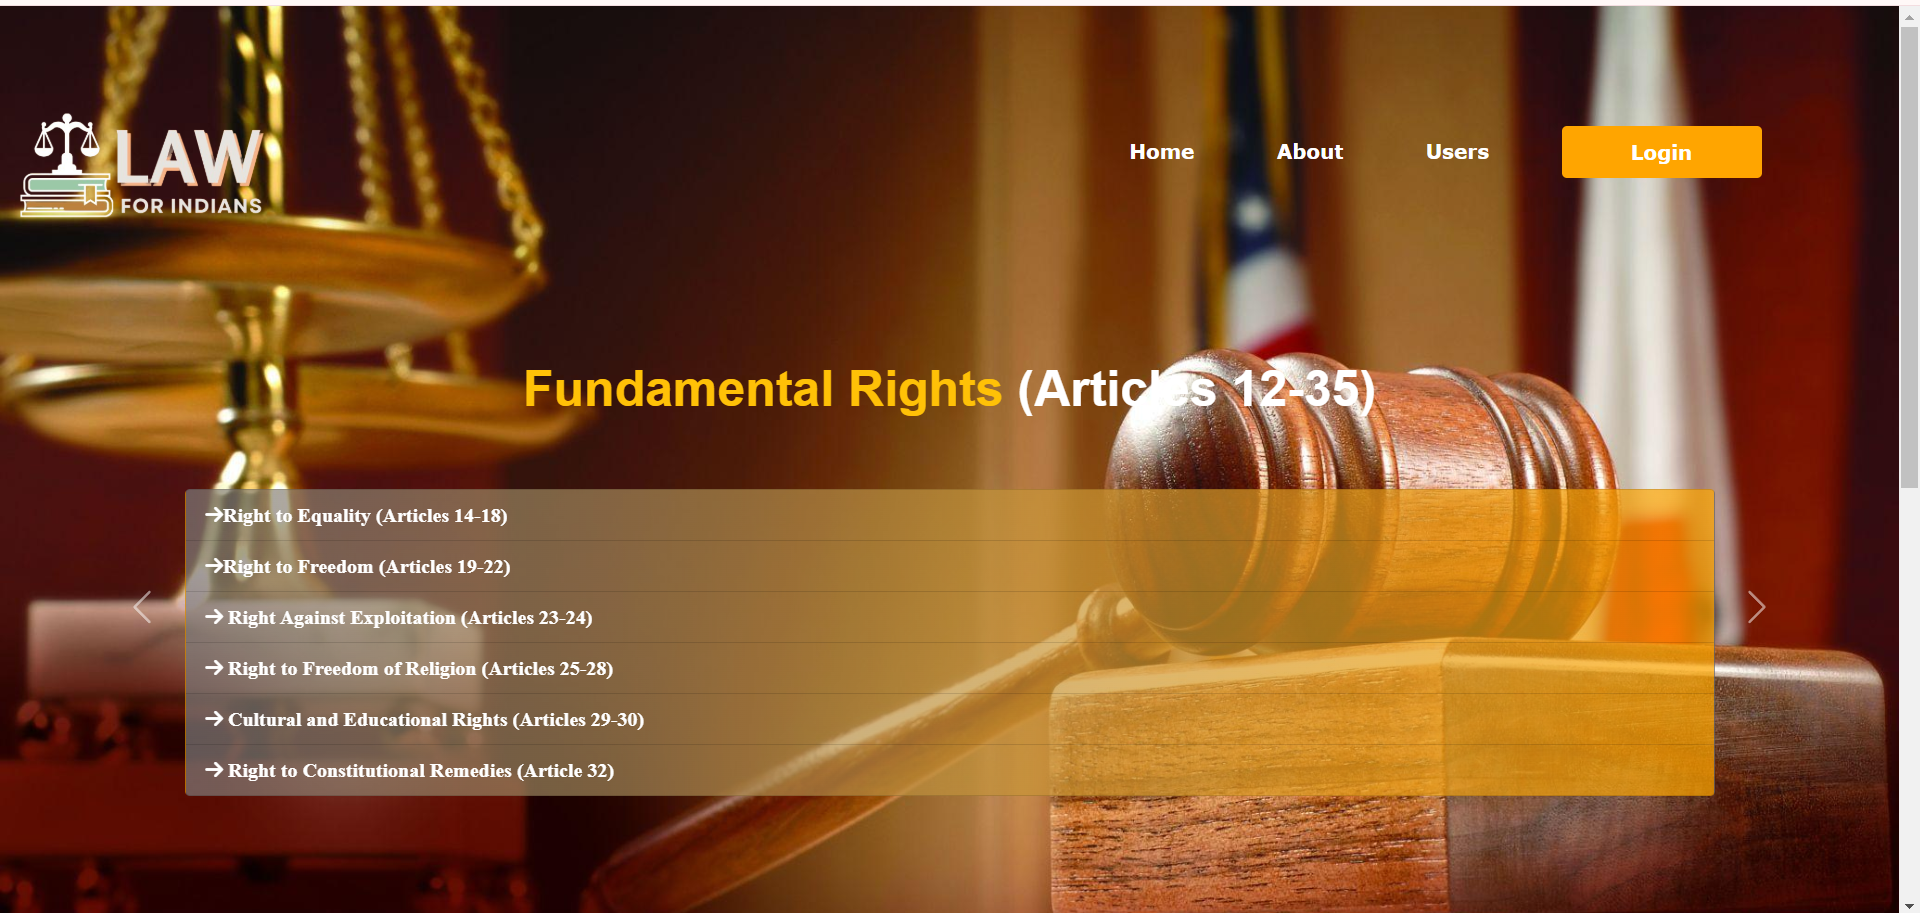 LAW
FOR INDIANS
Home About Users Login
Fundamental Rights (Articles 12-35)
Right to Equality (Articles 14-18)
Right to Freedom (Articles 19-22)
Right Against Exploitation (Articles 23-24)
Right to Freedom of Religion (Articles 25-28)
Cultural and Educational Rights (Articles 29-30)
Right to Constitutional Remedies (Article 32)